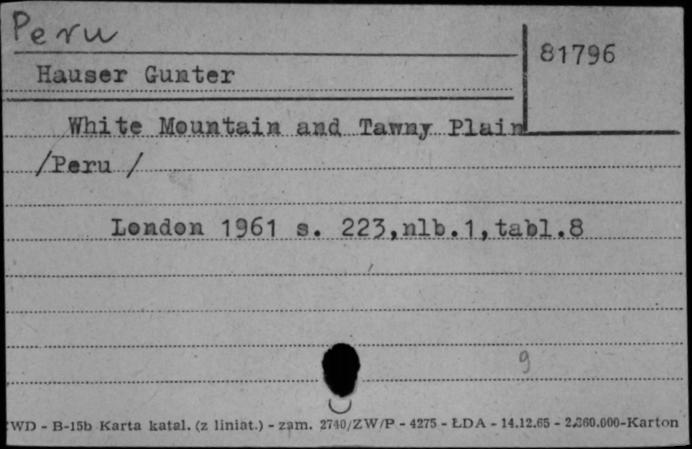 Peru
81796
Hauser Gunter
White Mountain and Tawny Plain
/Peru /
London 1961 s. 223,nlb.1,tabl.8
9
WD - B-15b Karta katal. (z liniat.) - zam. 2740/ZW/P - 4275 - ŁDA - 14.12.65 - 2.360.000-Karton